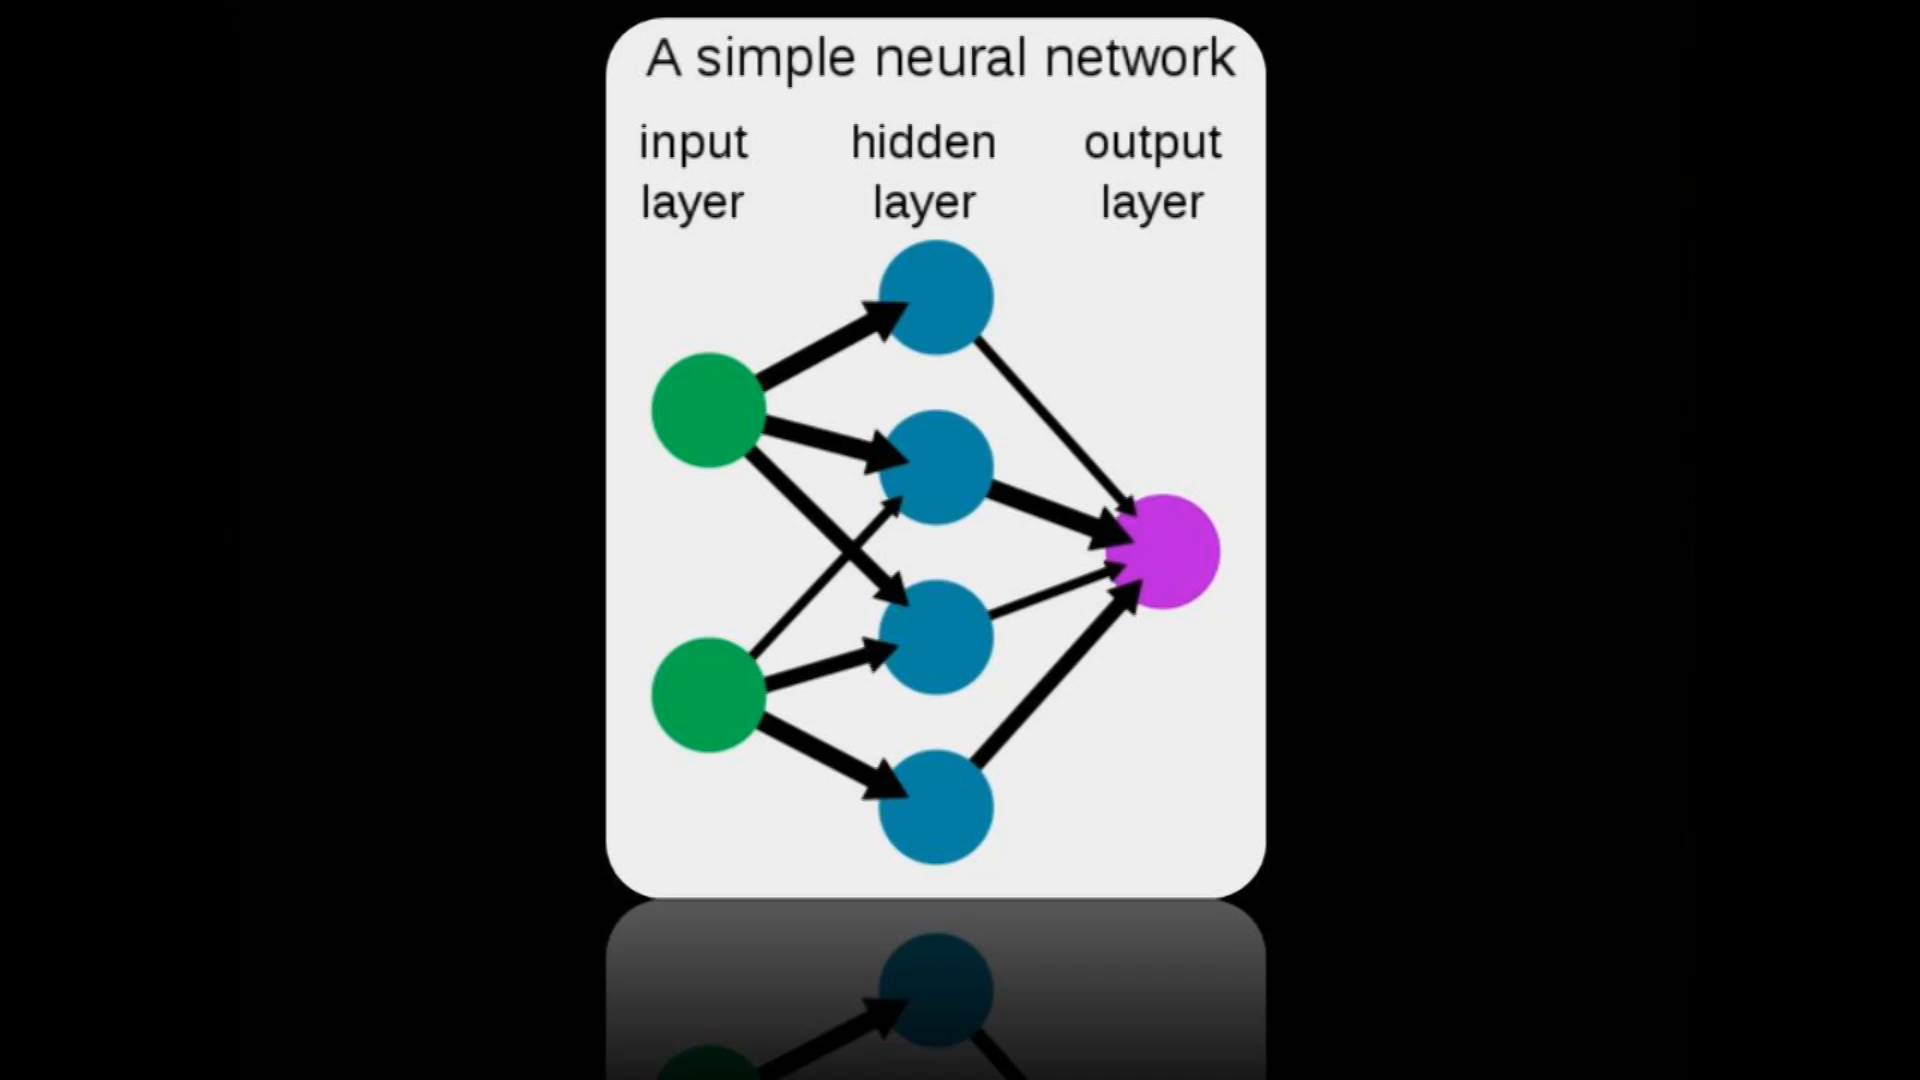 A simple neural network
input hidden output
layer layer layer